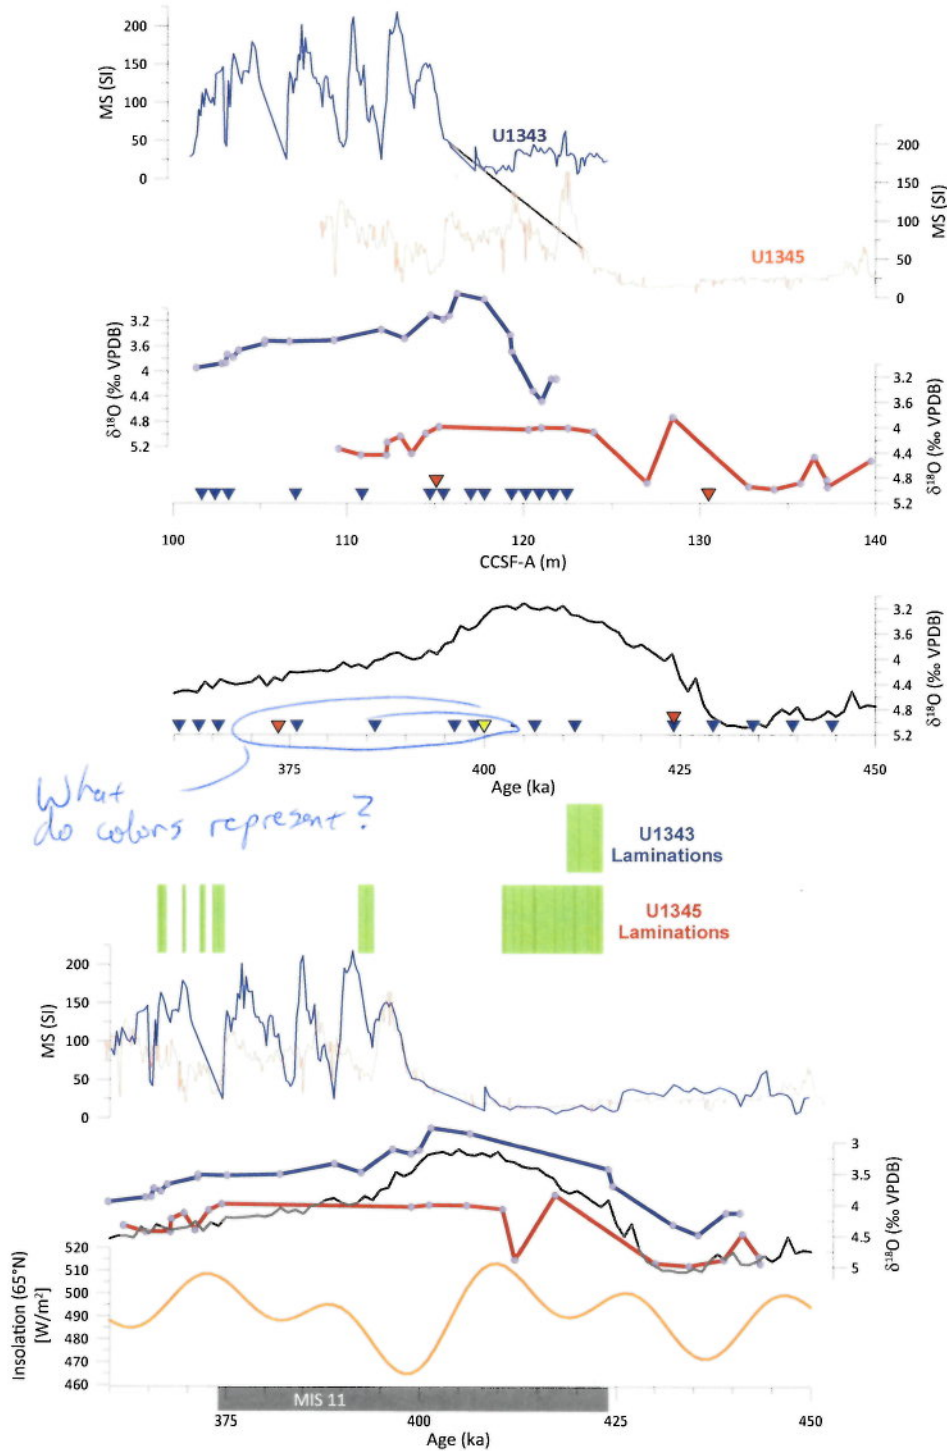 200
150
100
50
0
MS (SI)
U1343
200
150
100
50
0
MS (SI)
U1345
3.2
3.6
4
4.4
4.8
5.2
δ18O (‰ VPDB)
3.2
3.6
4
4.4
4.8
5.2
δ18O (‰ VPDB)
100 110 120 130 140
CCSF-A (m)
3.2
3.6
4
4.4
4.8
5.2
δ18O (‰ VPDB)
375 400 425 450
Age (ka)
What
do colors represent?
U1343
Laminations
U1345
Laminations
200
150
100
50
0
MS (SI)
3
3.5
4
4.5
5
δ18O (‰ VPDB)
520
510
500
490
480
470
460
Insolation (65°N)
[W/m²]
MIS 11
375 400 425 450
Age (ka)